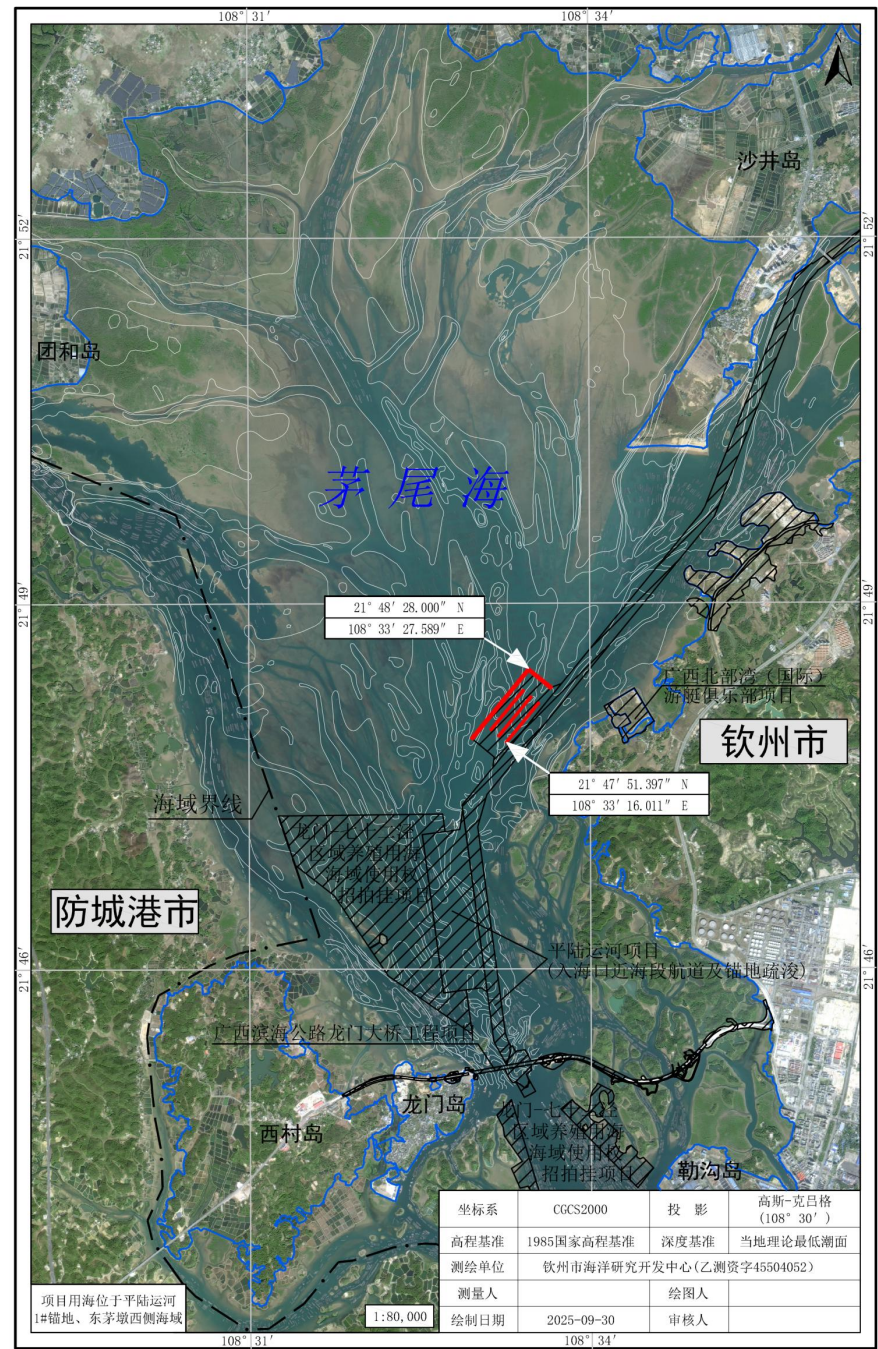 108° 31′
108° 34′
沙井岛
21° 52′
21° 52′
团和岛
茅尾海
21° 49′
21° 49′
21° 48′ 28.000″ N
108° 33′ 27.589″ E
广西北部湾（国际）
游艇俱乐部项目
钦州市
21° 47′ 51.397″ N
108° 33′ 16.011″ E
海域界线
龙门-七十二泾
区域养殖用海
海域使用权
招拍挂项目
防城港市
平陆运河项目
(入海口近海段航道及锚地疏浚)
21° 46′
21° 46′
广西滨海公路龙门大桥工程项目
龙门岛
西村岛
龙门-七十二泾
区域养殖用海
海域使用权
招拍挂项目
勒沟岛
坐标系 CGCS2000 投 影 高斯-克吕格
(108° 30′ )
高程基准 1985国家高程基准 深度基准 当地理论最低潮面
测绘单位 钦州市海洋研究开发中心(乙测资字45504052)
测量人 绘图人
绘制日期 2025-09-30 审核人
项目用海位于平陆运河
1#锚地、东茅墩西侧海域
1:80,000
108° 31′
108° 34′